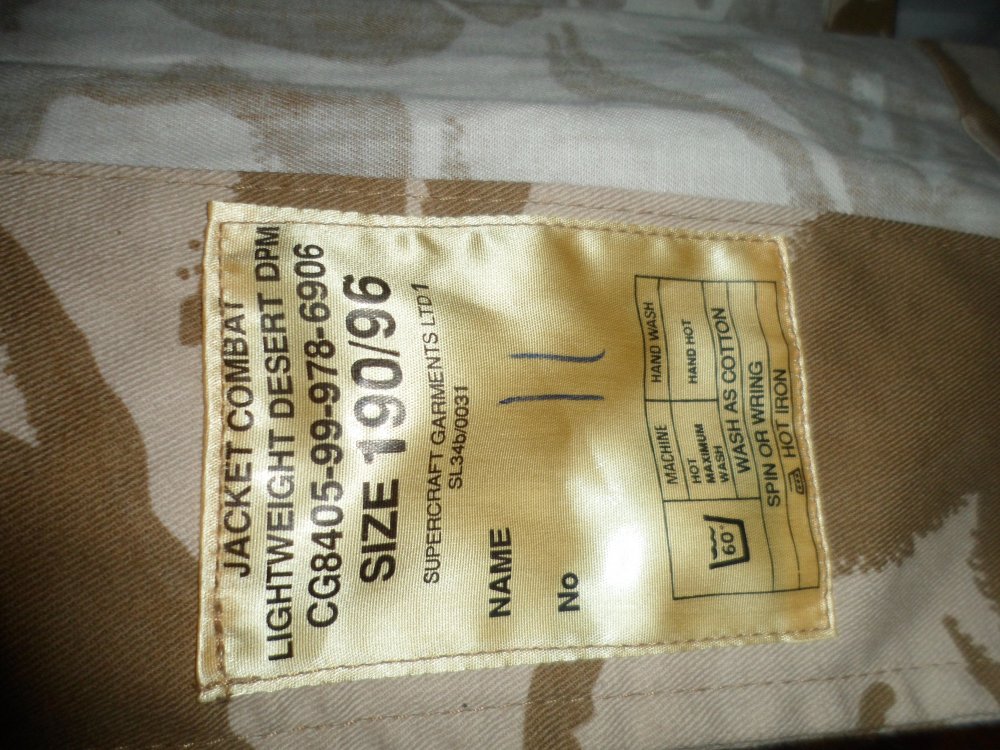 JACKET COMBAT
LIGHTWEIGHT DESERT DPM
CG8405-99-978-6906
SIZE 190/96
SUPERCRAFT GARMENTS LTD1
SL34b/0031
NAME
No
60°
MACHINE HAND WASH
HOT MAXIMUM WASH HAND HOT
WASH AS COTTON
SPIN OR WRING
HOT IRON